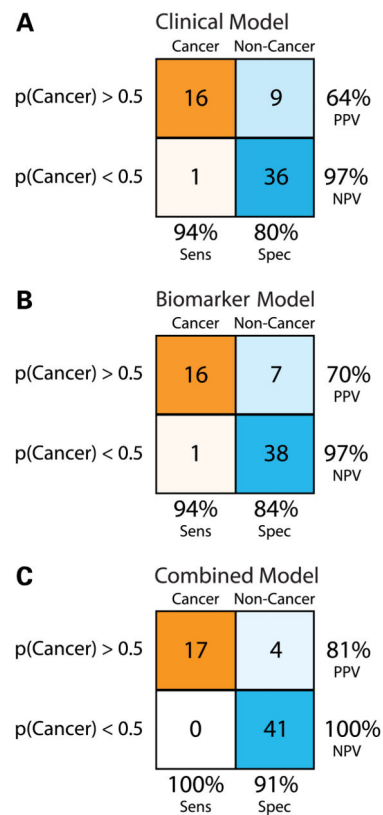 A
Clinical Model
Cancer Non-Cancer
p(Cancer) > 0.5 16 9 64%
PPV
p(Cancer) < 0.5 1 36 97%
NPV
94% 80%
Sens Spec
B
Biomarker Model
Cancer Non-Cancer
p(Cancer) > 0.5 16 7 70%
PPV
p(Cancer) < 0.5 1 38 97%
NPV
94% 84%
Sens Spec
C
Combined Model
Cancer Non-Cancer
p(Cancer) > 0.5 17 4 81%
PPV
p(Cancer) < 0.5 0 41 100%
NPV
100% 91%
Sens Spec